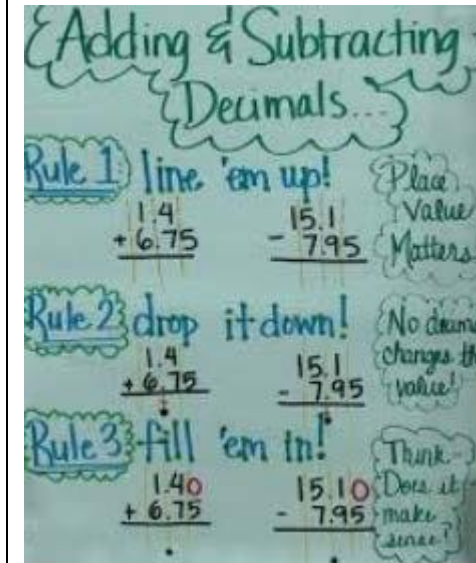 Adding & Subtracting
Decimals...
Rule 1 line 'em up!
1.4
+ 6.75
15.1
- 7.95
Place
Value
Matters
Rule 2 drop it down!
1.4
+ 6.75
.
15.1
- 7.95
.
No
changes
value!
Rule 3 fill 'em in!
1.40
+ 6.75
.
15.10
- 7.95
.
Think-
Does it
make
sense?